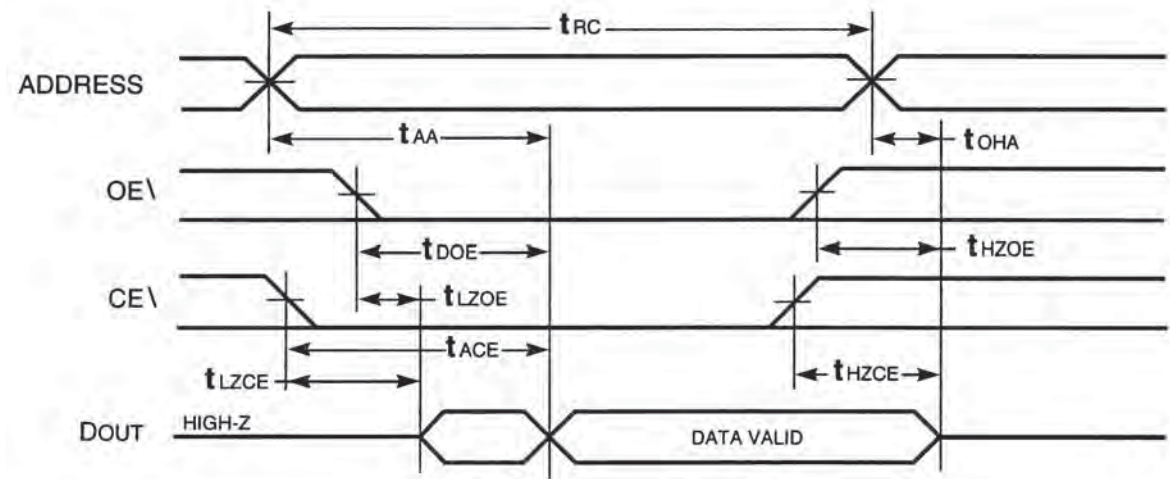 tRC
ADDRESS
tAA
tOHA
OE\
tDOE
tHZOE
tLZOE
CE\
tACE
tLZCE
tHZCE
DOUT
HIGH-Z
DATA VALID